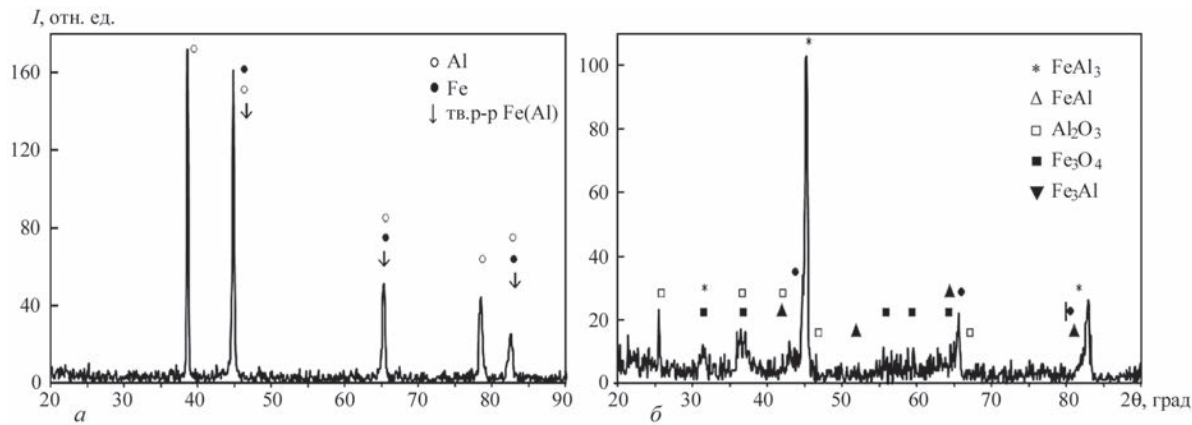 I, отн. ед.
160
120
80
40
0
20 30 40 50 60 70 80 90
а
○ Al
● Fe
↓ тв.р-р Fe(Al)
100
80
60
40
20
0
20 30 40 50 60 70 80 2θ, град
б
* FeAl₃
△ FeAl
□ Al₂O₃
■ Fe₃O₄
▼ Fe₃Al